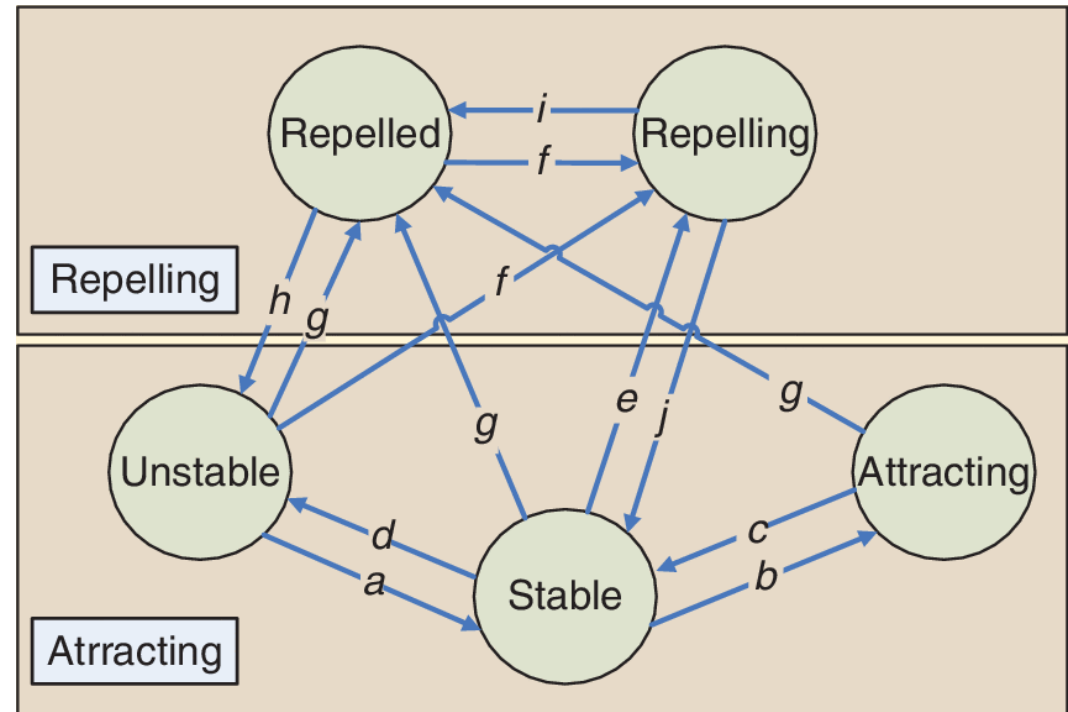 Repelled
i
Repelling
f
Repelling
h
g
f
g
e
j
g
Unstable
Attracting
d
c
a
Stable
b
Atrracting